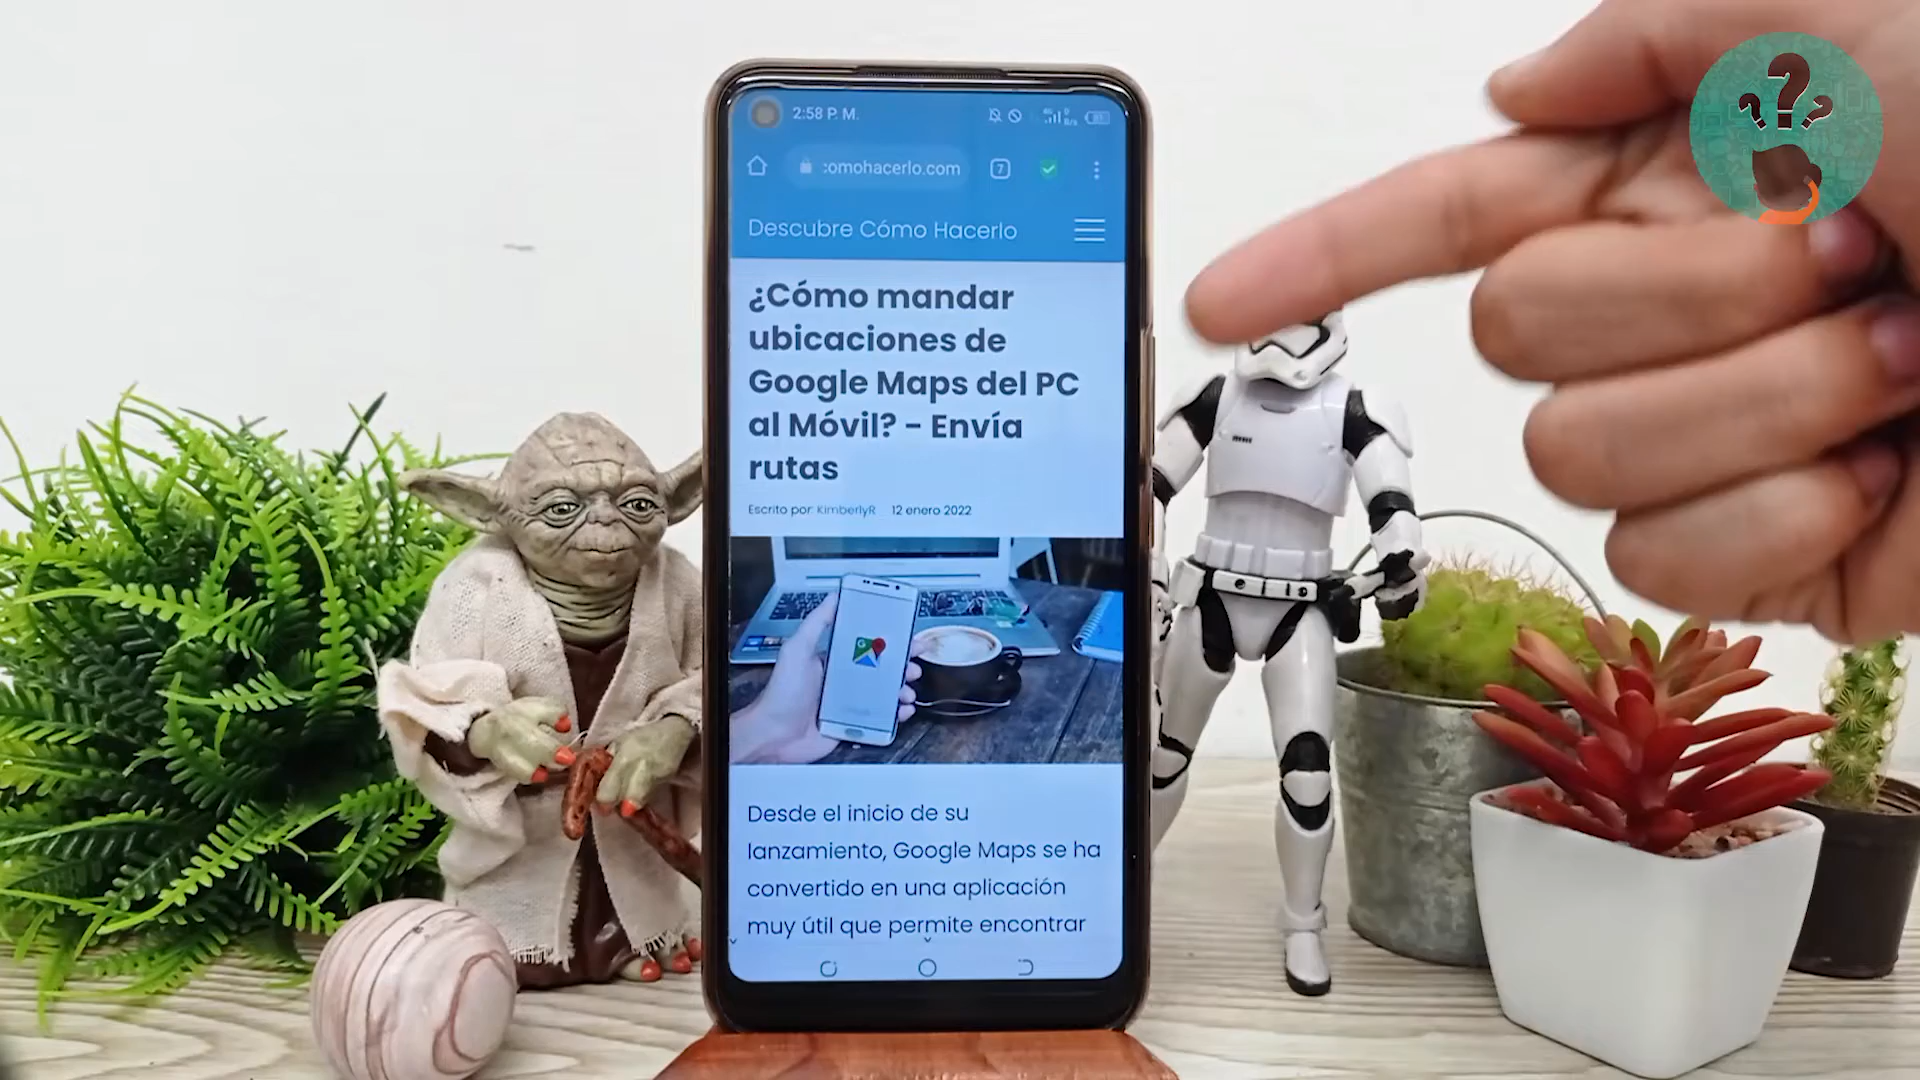 2:58 P. M.
:omohacerlo.com
7
Descubre Cómo Hacerlo
¿Cómo mandar
ubicaciones de
Google Maps del PC
al Móvil? - Envía
rutas
Escrito por: KimberlyR 12 enero 2022
Desde el inicio de su
lanzamiento, Google Maps se ha
convertido en una aplicación
muy útil que permite encontrar